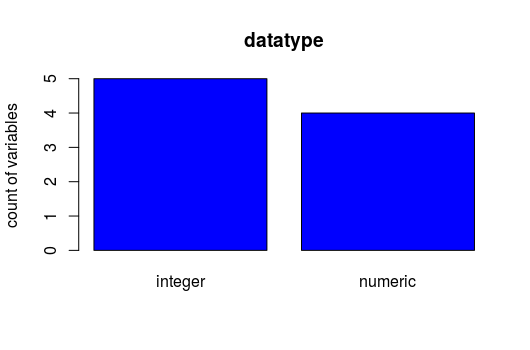 datatype
count of variables
5
4
3
2
1
0
integer numeric